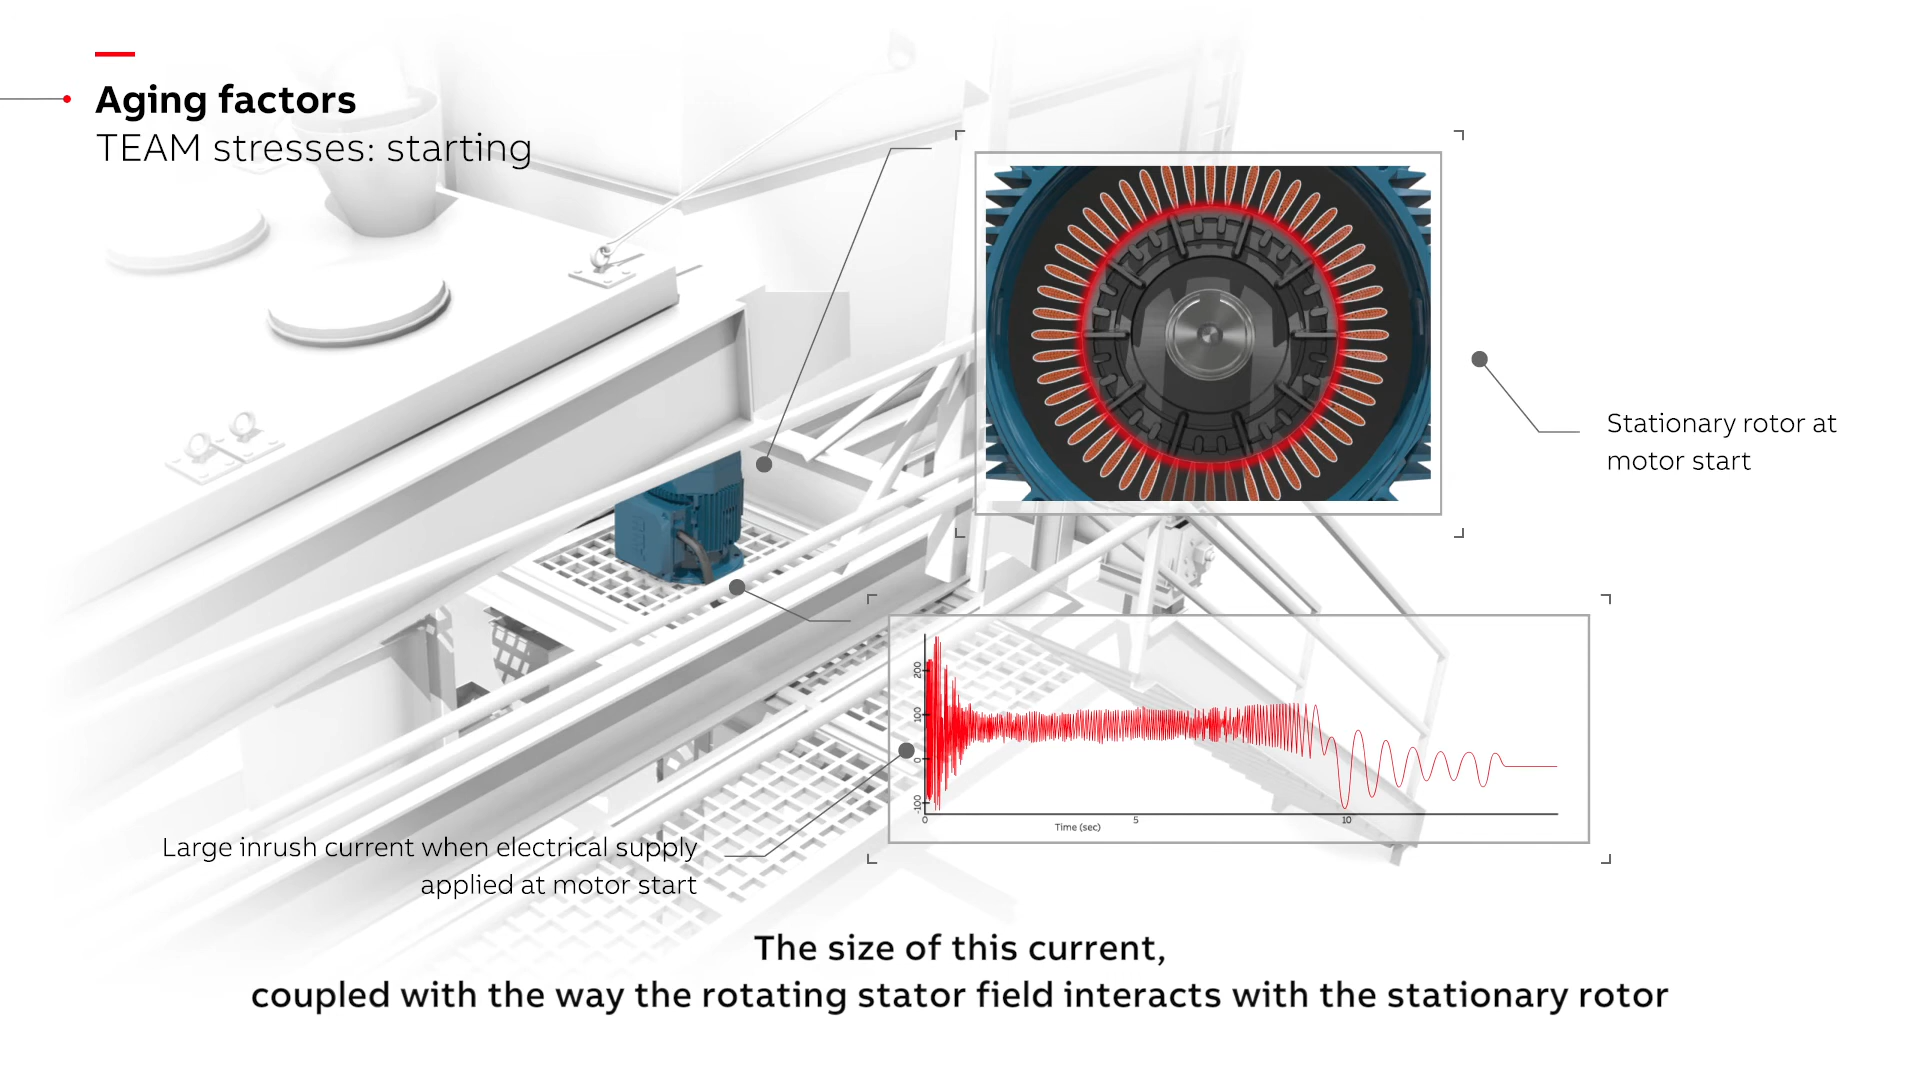 Aging factors
TEAM stresses: starting
Stationary rotor at
motor start
200
100
0
-100
0
5
10
Time (sec)
Large inrush current when electrical supply
applied at motor start
The size of this current,
coupled with the way the rotating stator field interacts with the stationary rotor